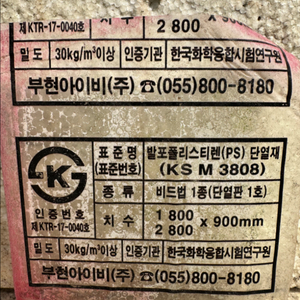 제KTR-17-0040호 2 800 x 900mm
밀 도 30kg/m³이상 인증기관 한국화학융합시험연구원
부현아이비(주) ☎(055)800-8180
K
표 준 명 발포폴리스티렌(PS) 단열재
(표준번호) (KS M 3808)
종 류 비드법 1종(단열판 1호)
인 증 번 호 치 수 1 800 x 900mm
제KTR-17-0040호 2 800
밀 도 30kg/m³이상 인증기관 한국화학융합시험연구원
부현아이비(주) ☎(055)800-8180